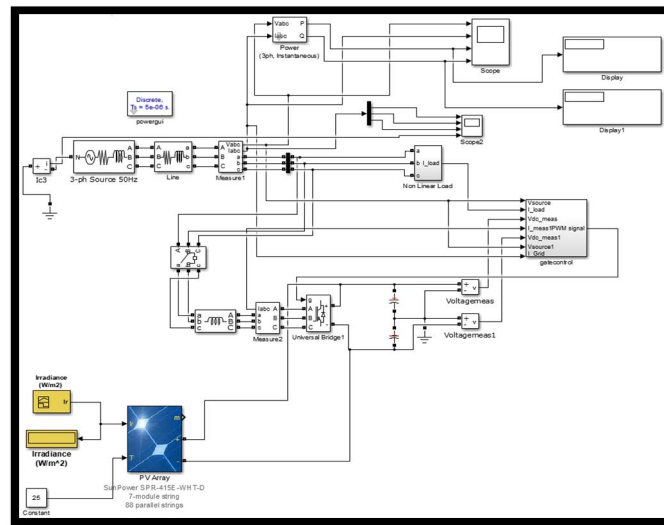 Vabc P
Iabc Q
Power
(3ph, Instantaneous)
Scope
Display
Display1
Discrete,
Ts = 5e-06 s.
powergui
Scope2
i
Ic3
N A B C
3-ph Source 50Hz
A a
B b
C c
Line
Vabc
Iabc
A a
B b
C c
Measure1
a
b I_load
c
Non Linear Load
Vsource
I_load
Vdc_meas
I_meas1PWM signal
Vdc_meas1
Vsource1
I_Grid
gatecontrol
A B C
a b c
a A
b B
c C
Iabc
a A
b B
c C
Measure2
g
A +
B
C -
Universal Bridge1
+ v
-
Voltagemeas
+ v
-
Voltagemeas1
Irradiance
(W/m2)
Ir
Irradiance
(W/m^2)
Ir m
+
T -
PV Array
SunPower SPR-415E-WHT-D
7-module string
88 parallel strings
25
Constant